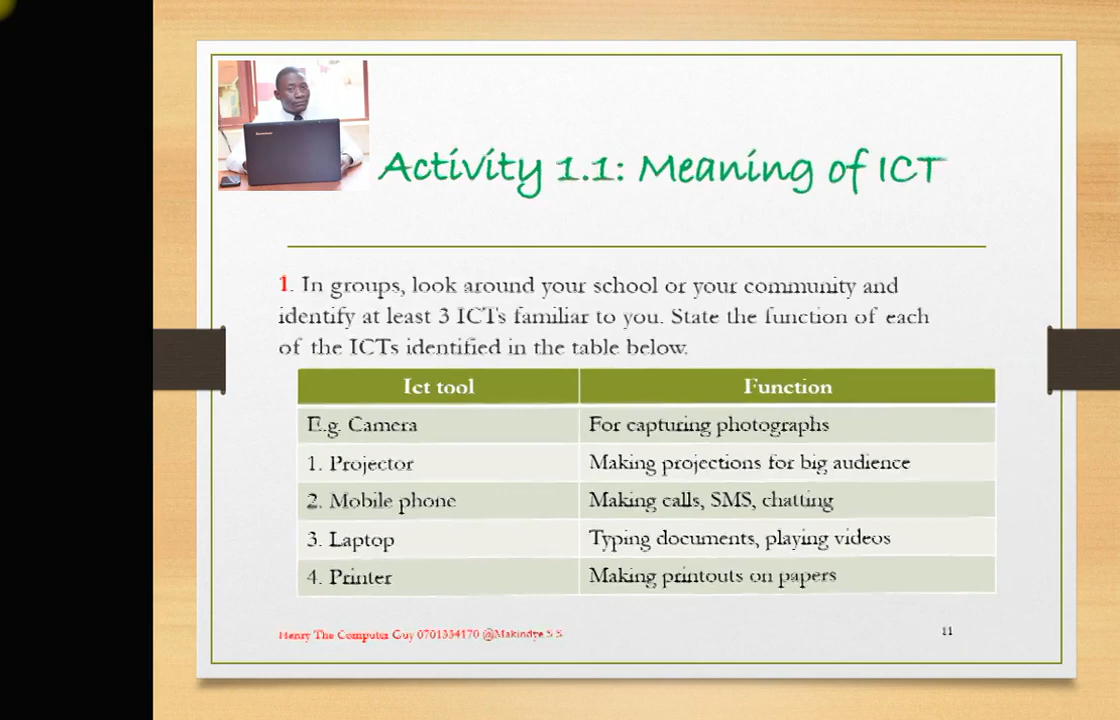 Activity 1.1: Meaning of ICT
1. In groups, look around your school or your community and
identify at least 3 ICTs familiar to you. State the function of each
of the ICTs identified in the table below.
Ict tool Function
E.g. Camera For capturing photographs
1. Projector Making projections for big audience
2. Mobile phone Making calls, SMS, chatting
3. Laptop Typing documents, playing videos
4. Printer Making printouts on papers
Henry The Computer Guy 0701334170 @Makindye S.S
11